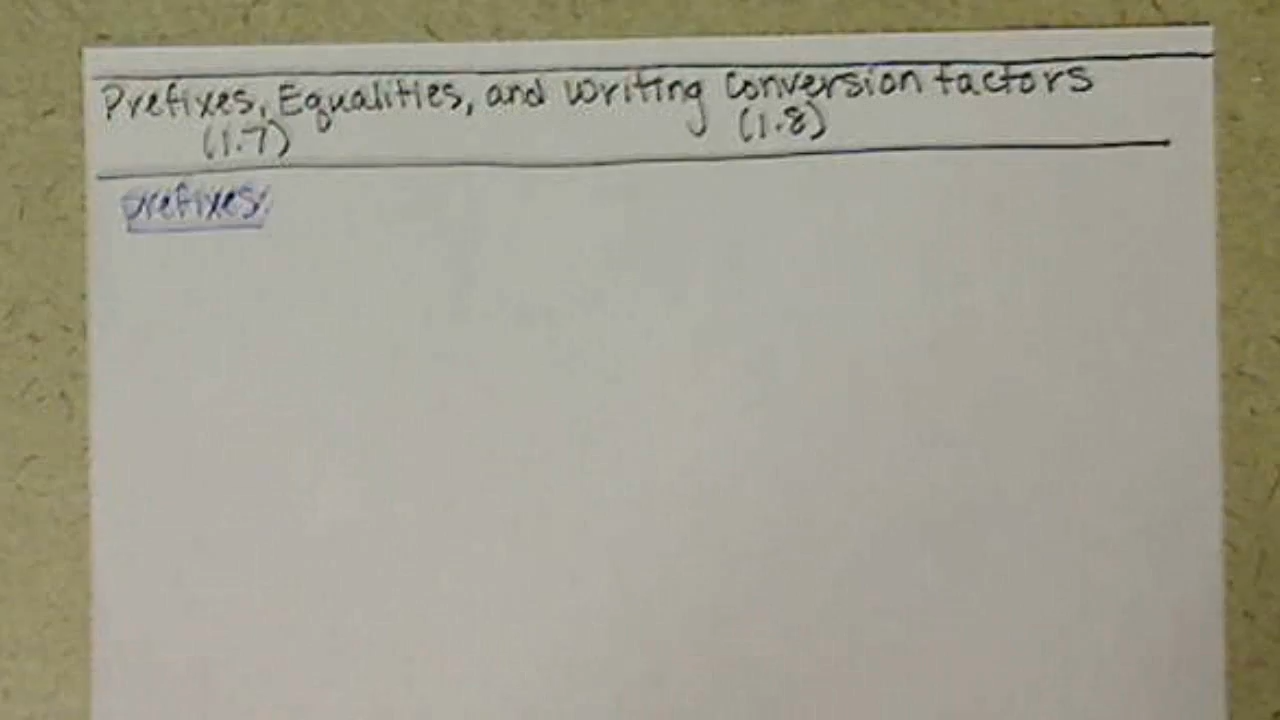 Prefixes, Equalities, and Writing Conversion factors
(1.7) (1.8)
prefixes: